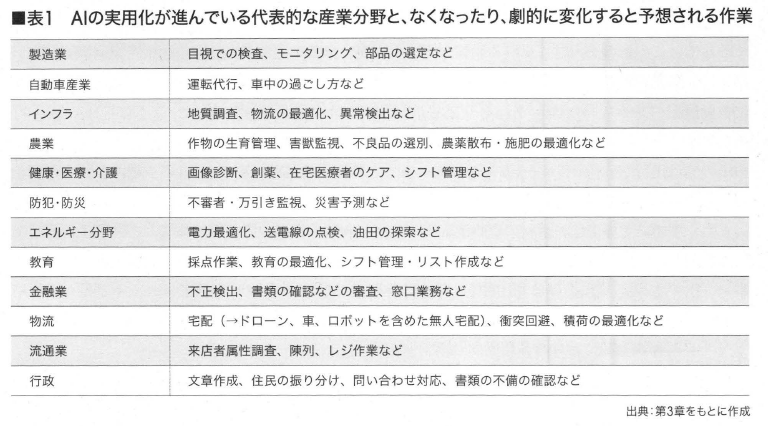 ■表1 AIの実用化が進んでいる代表的な産業分野と、なくなったり、劇的に変化すると予想される作業
製造業 目視での検査、モニタリング、部品の選定など
自動車産業 運転代行、車中の過ごし方など
インフラ 地質調査、物流の最適化、異常検出など
農業 作物の生育管理、害獣監視、不良品の選別、農薬散布・施肥の最適化など
健康・医療・介護 画像診断、創薬、在宅医療者のケア、シフト管理など
防犯・防災 不審者・万引き監視、災害予測など
エネルギー分野 電力最適化、送電線の点検、油田の探索など
教育 採点作業、教育の最適化、シフト管理・リスト作成など
金融業 不正検出、書類の確認などの審査、窓口業務など
物流 宅配（→ドローン、車、ロボットを含めた無人宅配）、衝突回避、積荷の最適化など
流通業 来店者属性調査、陳列、レジ作業など
行政 文章作成、住民の振り分け、問い合わせ対応、書類の不備の確認など
出典：第3章をもとに作成